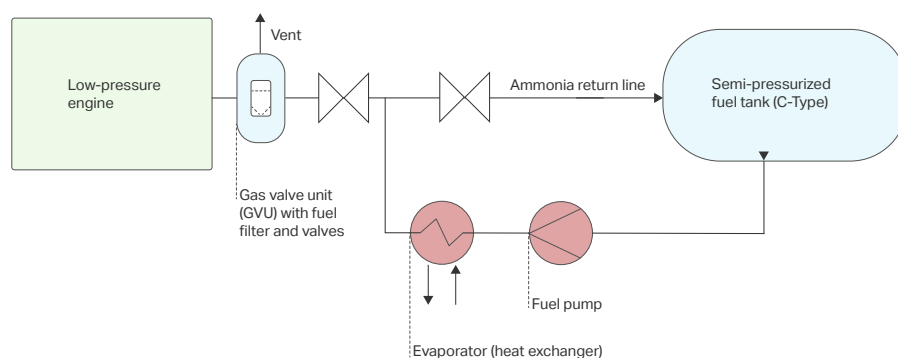 Vent
Low-pressure
engine
Ammonia return line
Semi-pressurized
fuel tank (C-Type)
Gas valve unit
(GVU) with fuel
filter and valves
Fuel pump
Evaporator (heat exchanger)